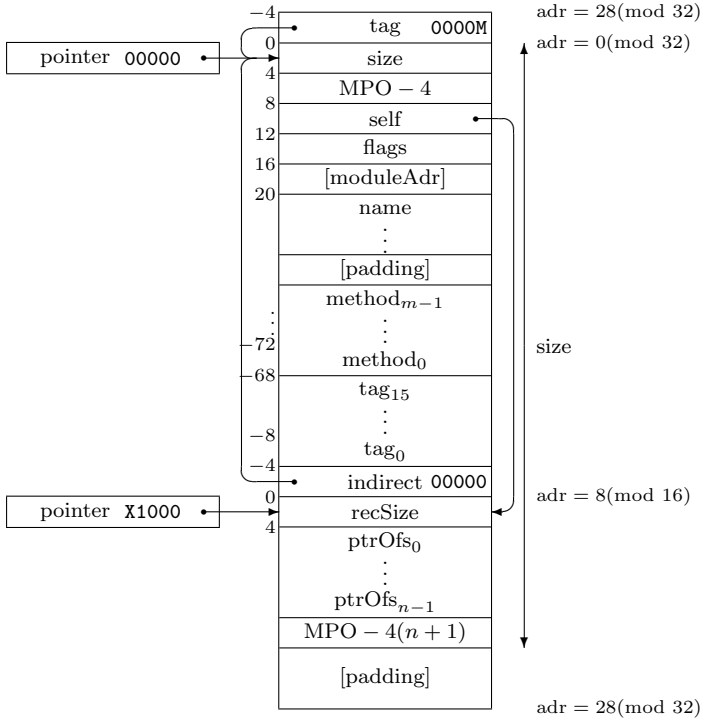 −4
tag 0000M
adr = 28(mod 32)
0
adr = 0(mod 32)
pointer 00000
size
4
MPO − 4
8
self
12
flags
16
[moduleAdr]
20
name
⋮
[padding]
method_{m−1}
⋮
⋮
−72
size
method_0
−68
tag_{15}
⋮
−8
tag_0
−4
indirect 00000
0
adr = 8(mod 16)
pointer X1000
recSize
4
ptrOfs_0
⋮
ptrOfs_{n−1}
MPO − 4(n + 1)
[padding]
adr = 28(mod 32)